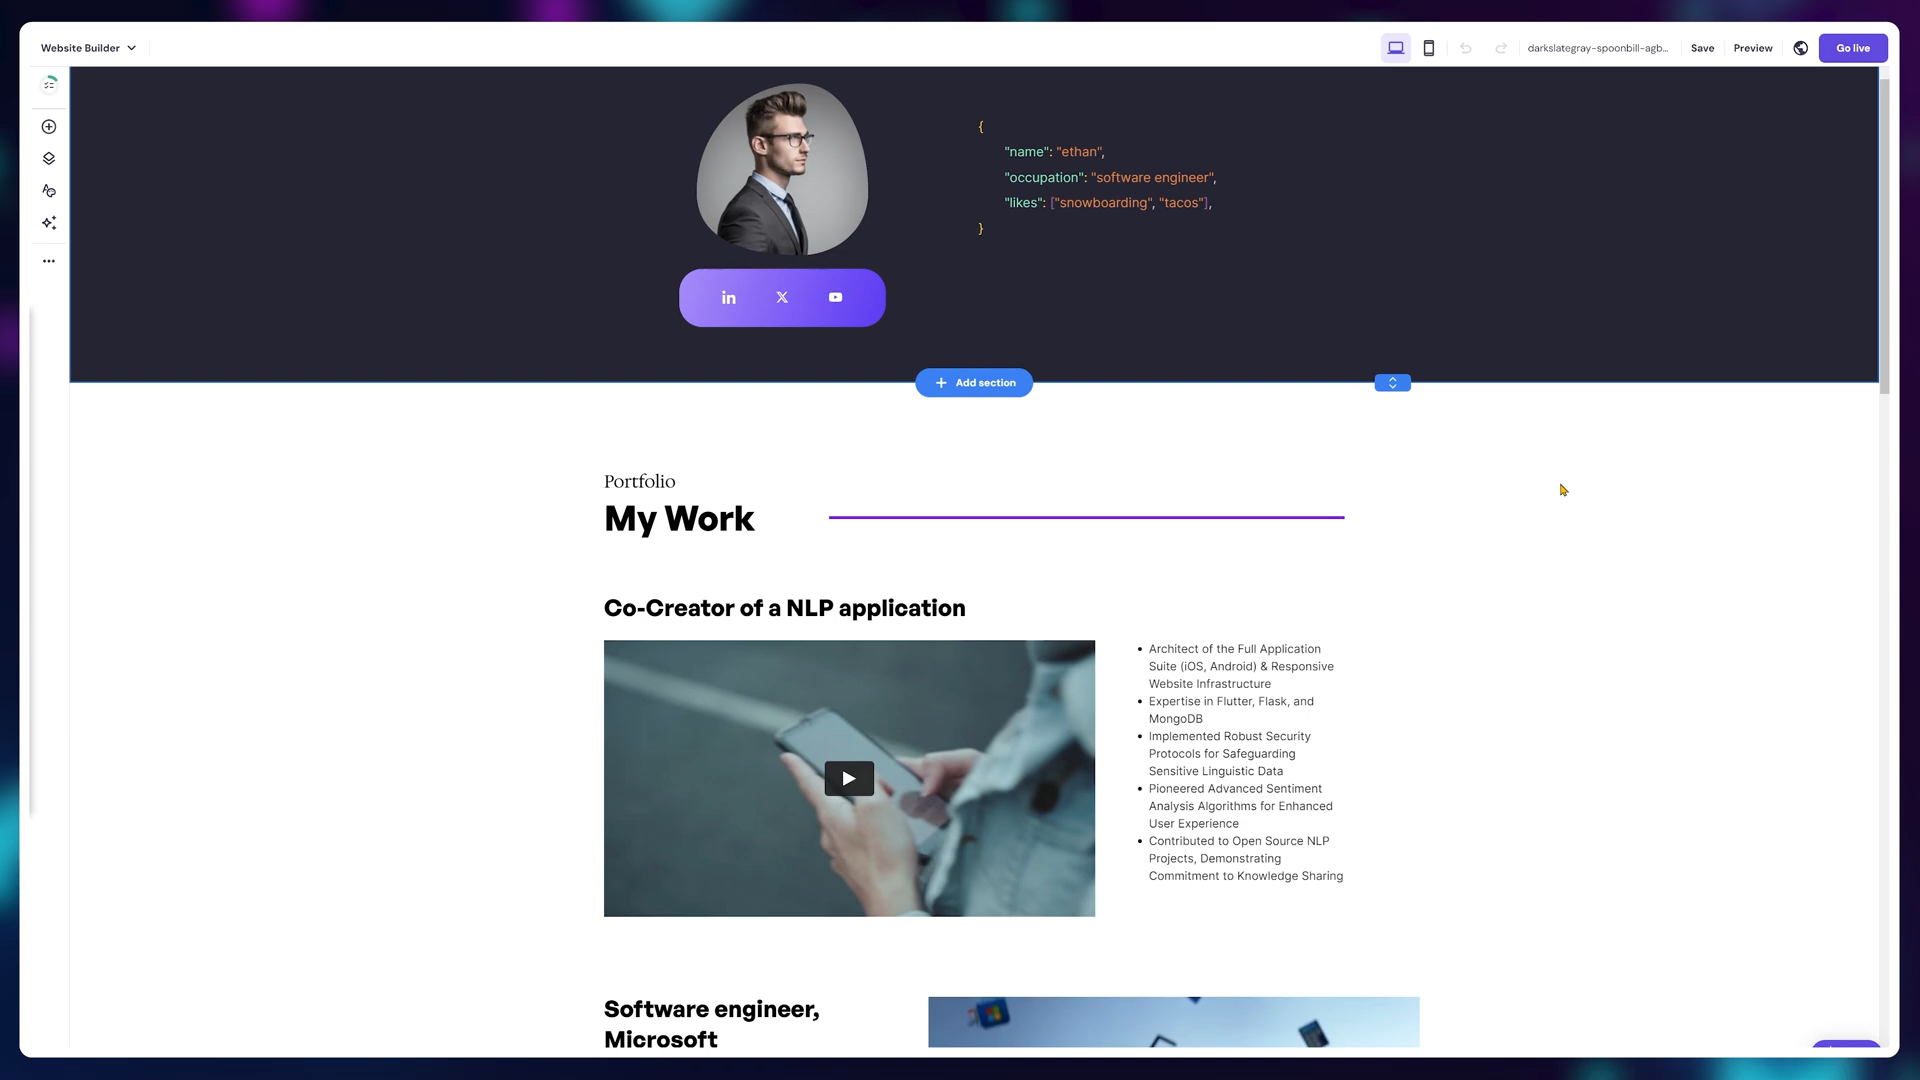 Website Builder
darkslategray-spoonbill-agb...
Save
Preview
Go live
{
"name": "ethan",
"occupation": "software engineer",
"likes": ["snowboarding", "tacos"],
}
in
X
Add section
Portfolio
My Work
Co-Creator of a NLP application
• Architect of the Full Application
Suite (iOS, Android) & Responsive
Website Infrastructure
• Expertise in Flutter, Flask, and
MongoDB
• Implemented Robust Security
Protocols for Safeguarding
Sensitive Linguistic Data
• Pioneered Advanced Sentiment
Analysis Algorithms for Enhanced
User Experience
• Contributed to Open Source NLP
Projects, Demonstrating
Commitment to Knowledge Sharing
Software engineer,
Microsoft